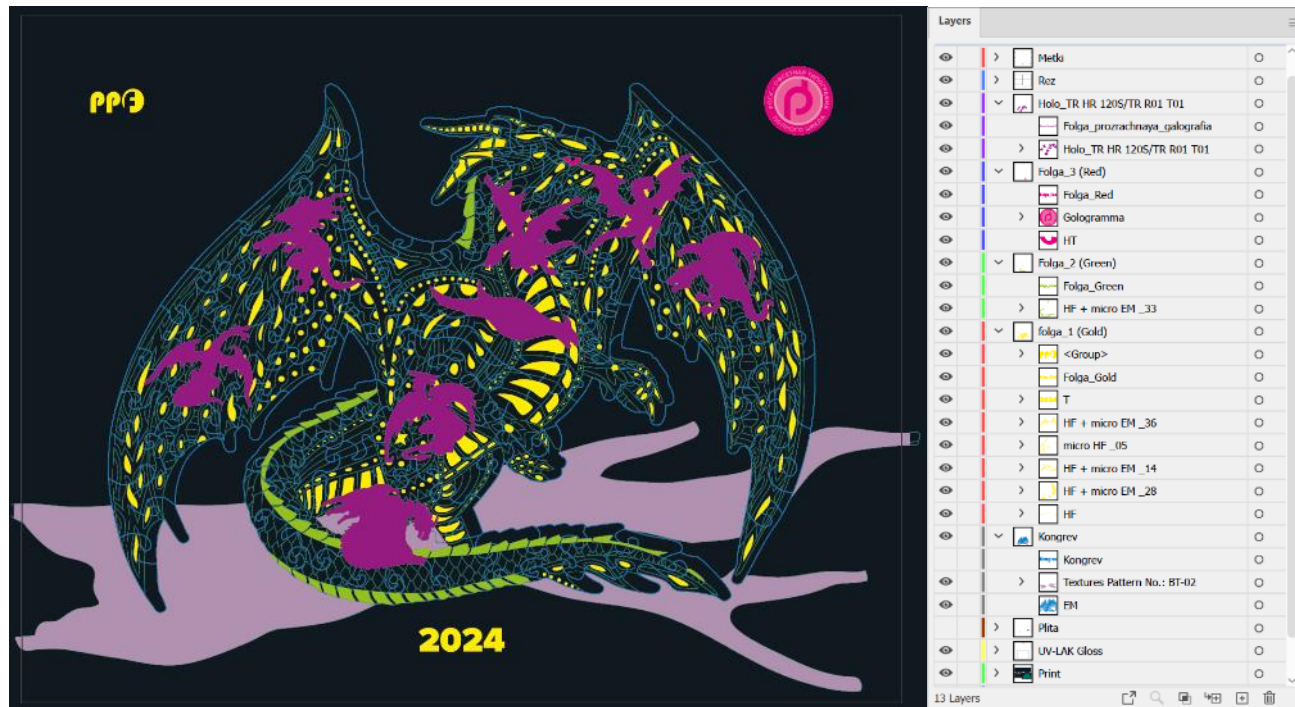 PPF
2024
Layers
Metki
Rez
Holo_TR HR 120S/TR R01 T01
Folga_prozrachnaya_galografia
Holo_TR HR 120S/TR R01 T01
Folga_3 (Red)
Folga_Red
Gologramma
HT
Folga_2 (Green)
Folga_Green
HF + micro EM _33
folga_1 (Gold)
<Group>
Folga_Gold
T
HF + micro EM _36
micro HF _05
HF + micro EM _14
HF + micro EM _28
HF
Kongrev
Kongrev
Textures Pattern No.: BT-02
EM
Plita
UV-LAK Gloss
Print
13 Layers